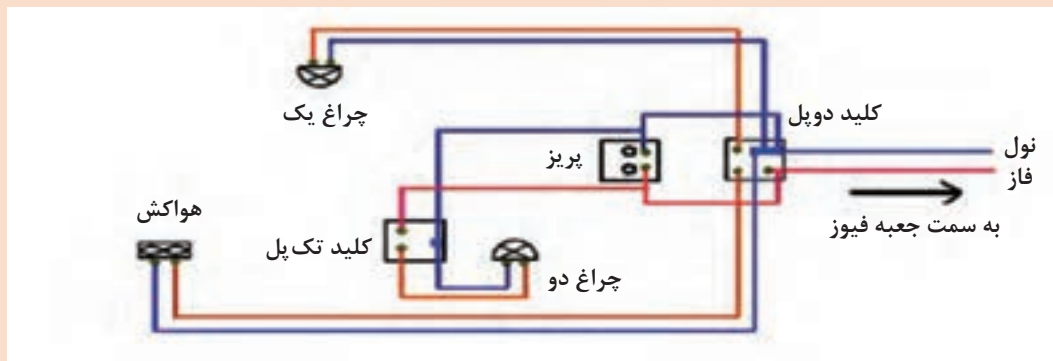 چراغ یک
کلید دوپل
نول
فاز
پریز
به سمت جعبه فیوز
هواکش
کلید تک‌پل
چراغ دو